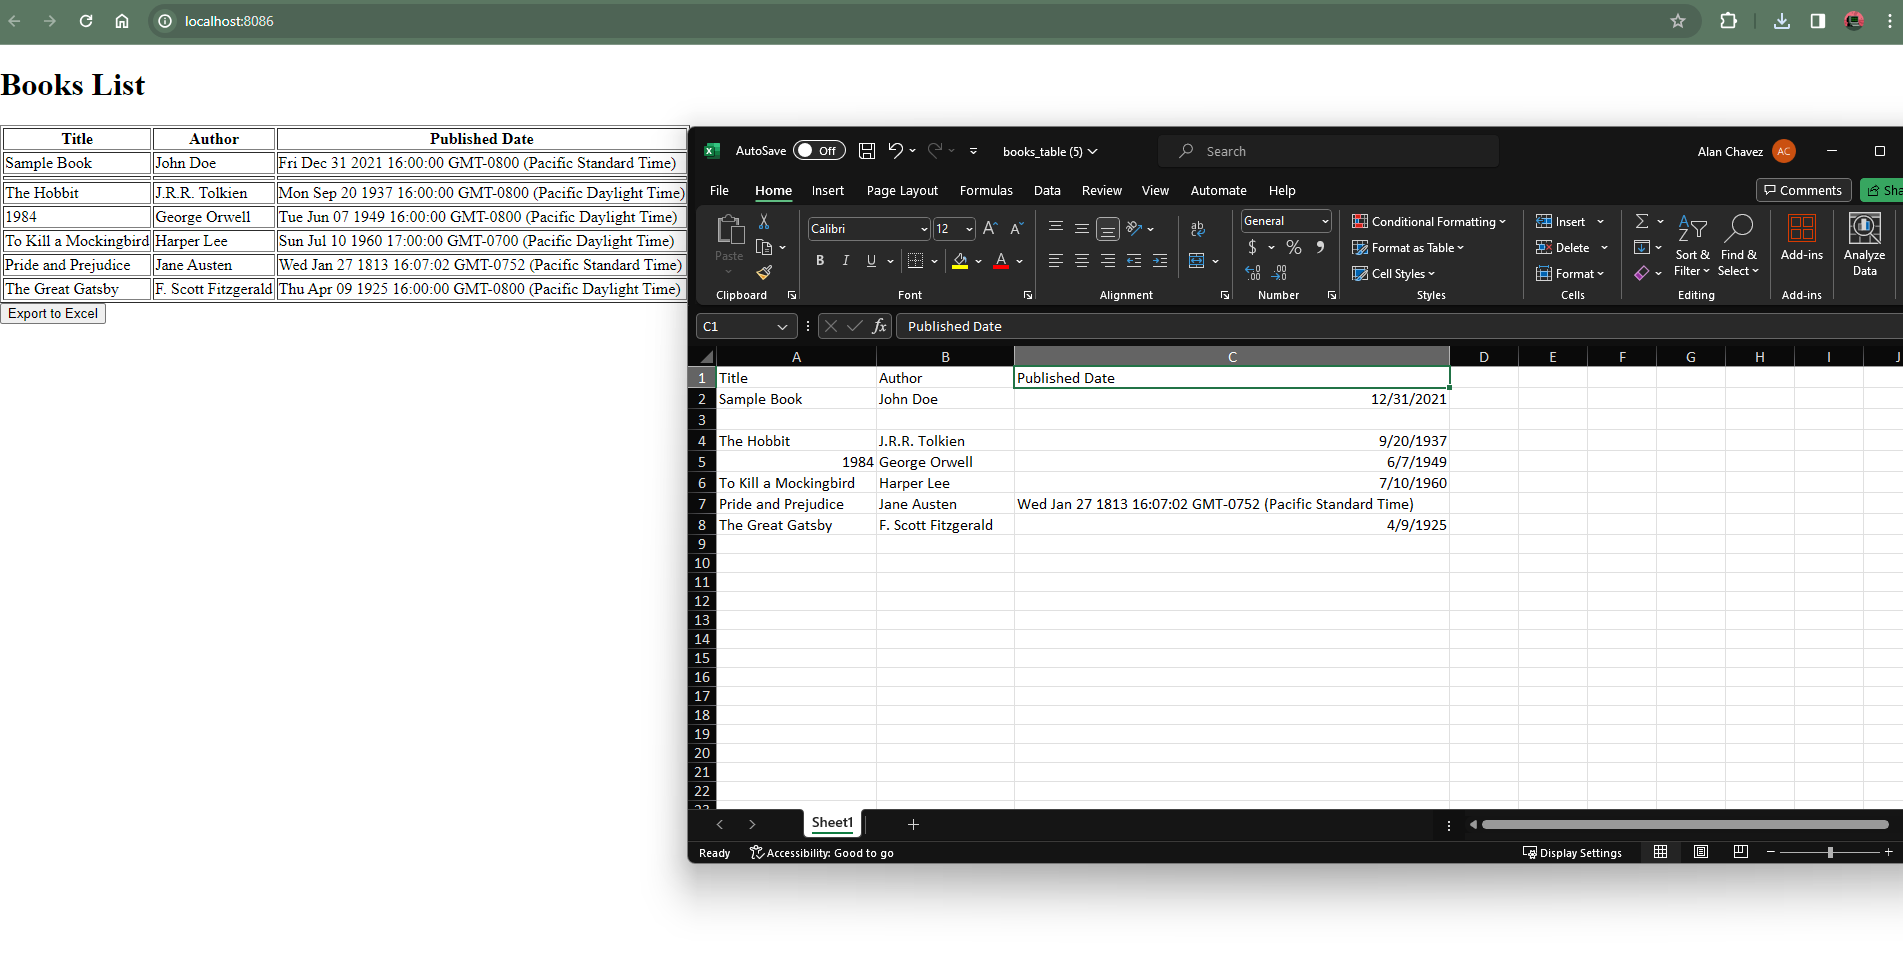 localhost:8086
Books List
Title Author Published Date
Sample Book John Doe Fri Dec 31 2021 16:00:00 GMT-0800 (Pacific Standard Time)
The Hobbit J.R.R. Tolkien Mon Sep 20 1937 16:00:00 GMT-0800 (Pacific Daylight Time)
1984 George Orwell Tue Jun 07 1949 16:00:00 GMT-0800 (Pacific Daylight Time)
To Kill a Mockingbird Harper Lee Sun Jul 10 1960 17:00:00 GMT-0700 (Pacific Daylight Time)
Pride and Prejudice Jane Austen Wed Jan 27 1813 16:07:02 GMT-0752 (Pacific Standard Time)
The Great Gatsby F. Scott Fitzgerald Thu Apr 09 1925 16:00:00 GMT-0800 (Pacific Daylight Time)
Export to Excel
AutoSave Off books_table (5) Search Alan Chavez AC
File Home Insert Page Layout Formulas Data Review View Automate Help Comments Sha
Paste Calibri 12 General Conditional Formatting Insert
Format as Table Delete Sort & Find & Add-ins Analyze
B I U A $ % Cell Styles Format Filter Select Data
Clipboard Font Alignment Number Styles Cells Editing Add-ins
C1 fx Published Date
A B C D E F G H I J
1 Title Author Published Date
2 Sample Book John Doe 12/31/2021
3
4 The Hobbit J.R.R. Tolkien 9/20/1937
5 1984 George Orwell 6/7/1949
6 To Kill a Mockingbird Harper Lee 7/10/1960
7 Pride and Prejudice Jane Austen Wed Jan 27 1813 16:07:02 GMT-0752 (Pacific Standard Time)
8 The Great Gatsby F. Scott Fitzgerald 4/9/1925
9
10
11
12
13
14
15
16
17
18
19
20
21
22
23
Sheet1
Ready Accessibility: Good to go Display Settings